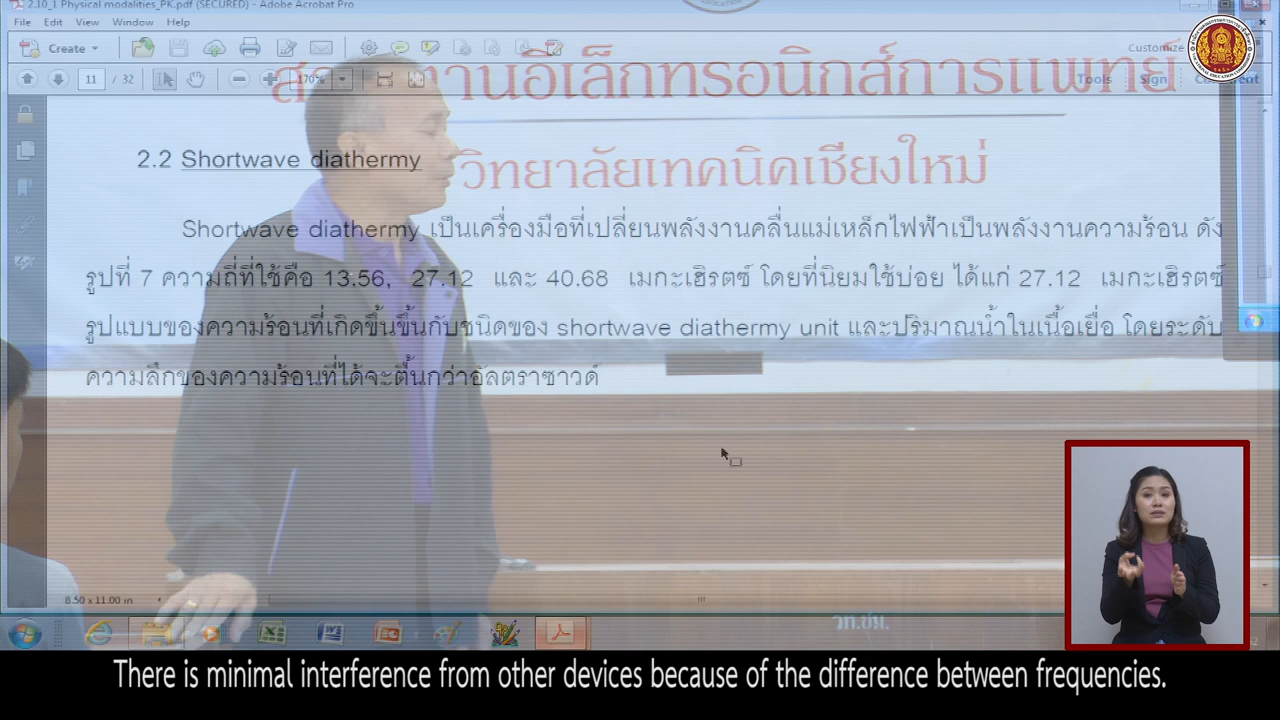 2.10_1 Physical modalities_PK.pdf (SECURED) - Adobe Acrobat Pro
File Edit View Window Help
Create
Customize
11 / 32
170%
Tools Sign Comment
งานอิเล็กทรอนิกส์การแพทย์
วิทยาลัยเทคนิคเชียงใหม่
2.2 Shortwave diathermy
Shortwave diathermy เป็นเครื่องมือที่เปลี่ยนพลังงานคลื่นแม่เหล็กไฟฟ้าเป็นพลังงานความร้อน ดัง
รูปที่ 7 ความถี่ที่ใช้คือ 13.56, 27.12 และ 40.68 เมกะเฮิรตซ์ โดยที่นิยมใช้บ่อย ได้แก่ 27.12 เมกะเฮิรตซ์
รูปแบบของความร้อนที่เกิดขึ้นขึ้นกับชนิดของ shortwave diathermy unit และปริมาณน้ำในเนื้อเยื่อ โดยระดับ
ความลึกของความร้อนที่ได้จะตื้นกว่าอัลตราซาวด์
8.50 x 11.00 in
วท.ชม.
There is minimal interference from other devices because of the difference between frequencies.